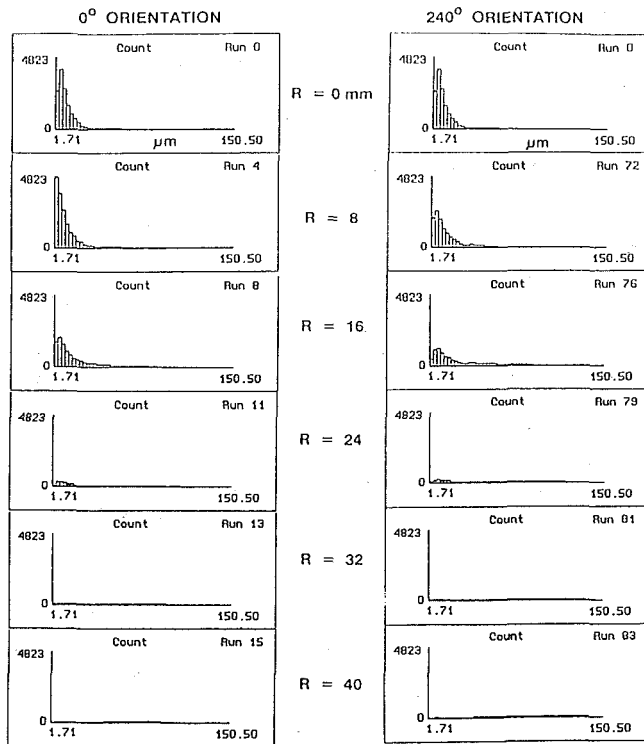 0° ORIENTATION
240° ORIENTATION
Count Run 0
4823
0
1.71 µm 150.50
R = 0 mm
Count Run 0
4823
0
1.71 µm 150.50
Count Run 4
4823
0
1.71 150.50
R = 8
Count Run 72
4823
0
1.71 150.50
Count Run 8
4823
0
1.71 150.50
R = 16
Count Run 76
4823
0
1.71 150.50
Count Run 11
4823
0
1.71 150.50
R = 24
Count Run 79
4823
0
1.71 150.50
Count Run 13
4823
0
1.71 150.50
R = 32
Count Run 81
4823
0
1.71 150.50
Count Run 15
4823
0
1.71 150.50
R = 40
Count Run 83
4823
0
1.71 150.50